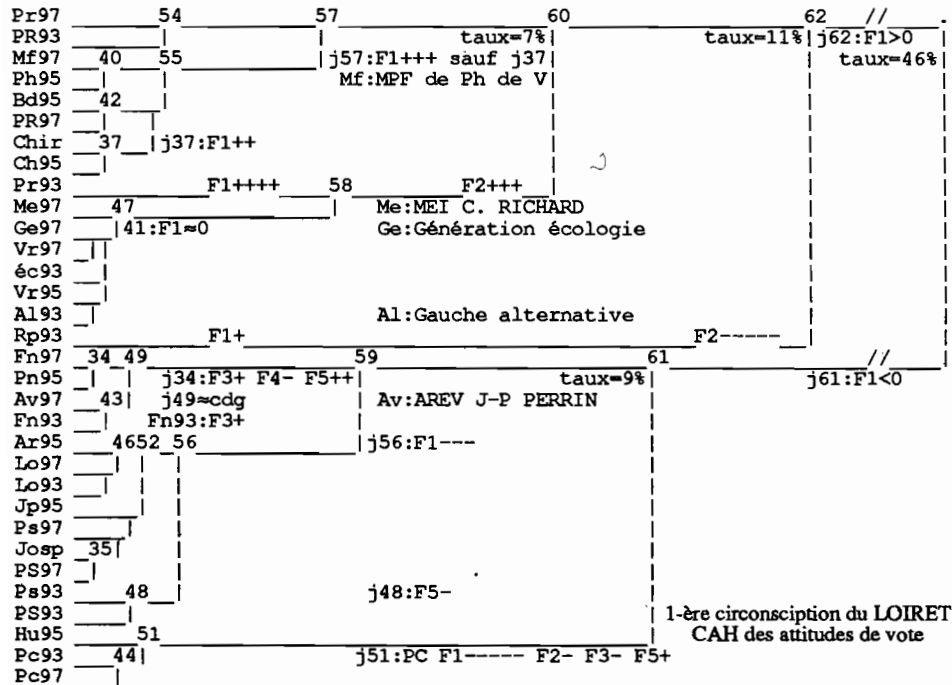 Pr97 54 57 60 62 // .
PR93 taux=7% taux=11% j62:F1>0
Mf97 40 55 j57:F1+++ sauf j37 taux=46%
Ph95 Mf:MPF de Ph de V
Bd95 42
PR97
Chir 37 j37:F1++
Ch95
Pr93 F1++++ 58 F2+++
Me97 47 Me:MEI C. RICHARD
Ge97 41:F1≈0 Ge:Génération écologie
Vr97
éc93
Vr95
Al93 Al:Gauche alternative
Rp93 F1+ F2-----
Fn97 34 49 59 61 //
Pn95 j34:F3+ F4- F5++ taux=9% j61:F1<0
Av97 43 j49≈cdg Av:AREV J-P PERRIN
Fn93 Fn93:F3+
Ar95 46 52 56 j56:F1---
Lo97
Lo93
Jp95
Ps97
Josp 35
PS97
Ps93 48 j48:F5-
PS93
Hu95 51
Pc93 44 j51:PC F1----- F2- F3- F5+
Pc97
1-ère circonsciption du LOIRET
CAH des attitudes de vote